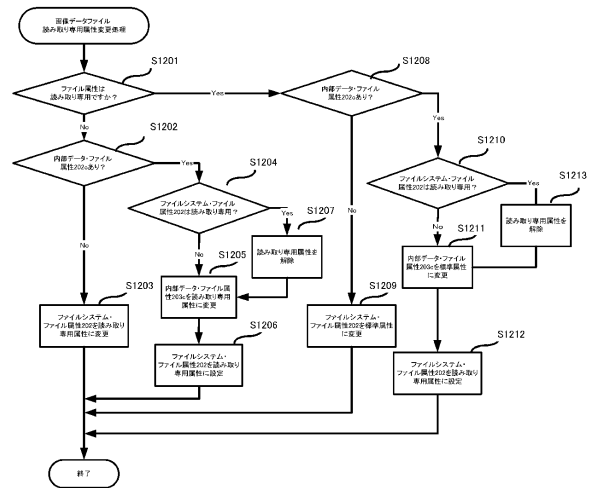 画像データファイル
読み取り専用属性変更処理
S1201
ファイル属性は
読み取り専用ですか？
Yes
No
S1208
内部データ・ファイル
属性202cあり？
Yes
No
S1202
内部データ・ファイル
属性202cあり？
Yes
No
S1204
ファイルシステム・ファイル
属性202は読み取り専用？
Yes
No
S1207
読み取り専用属性を
解除
S1210
ファイルシステム・ファイル
属性202は読み取り専用？
Yes
No
S1213
読み取り専用属性を
解除
S1205
内部データ・ファイル属
性203cを読み取り専用
属性に変更
S1211
内部データ・ファイル
属性203cを標準属性
に変更
S1203
ファイルシステム・
ファイル属性202を読み取り
専用属性に変更
S1206
ファイルシステム・
ファイル属性202を読み取り
専用属性に設定
S1209
ファイルシステム・
ファイル属性202を標準属性
に変更
S1212
ファイルシステム・
ファイル属性202を読み取り
専用属性に設定
終了